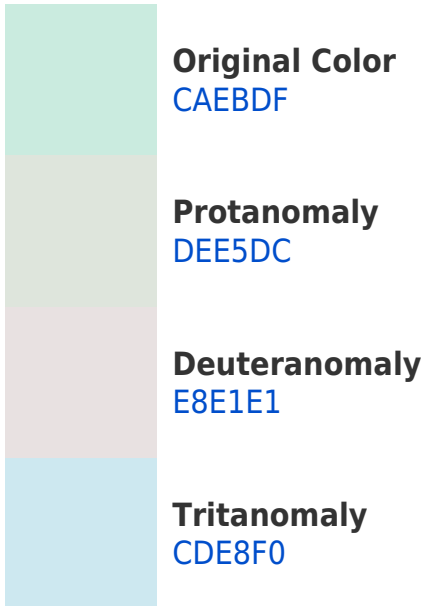 Original Color
CAEBDF
Protanomaly
DEE5DC
Deuteranomaly
E8E1E1
Tritanomaly
CDE8F0